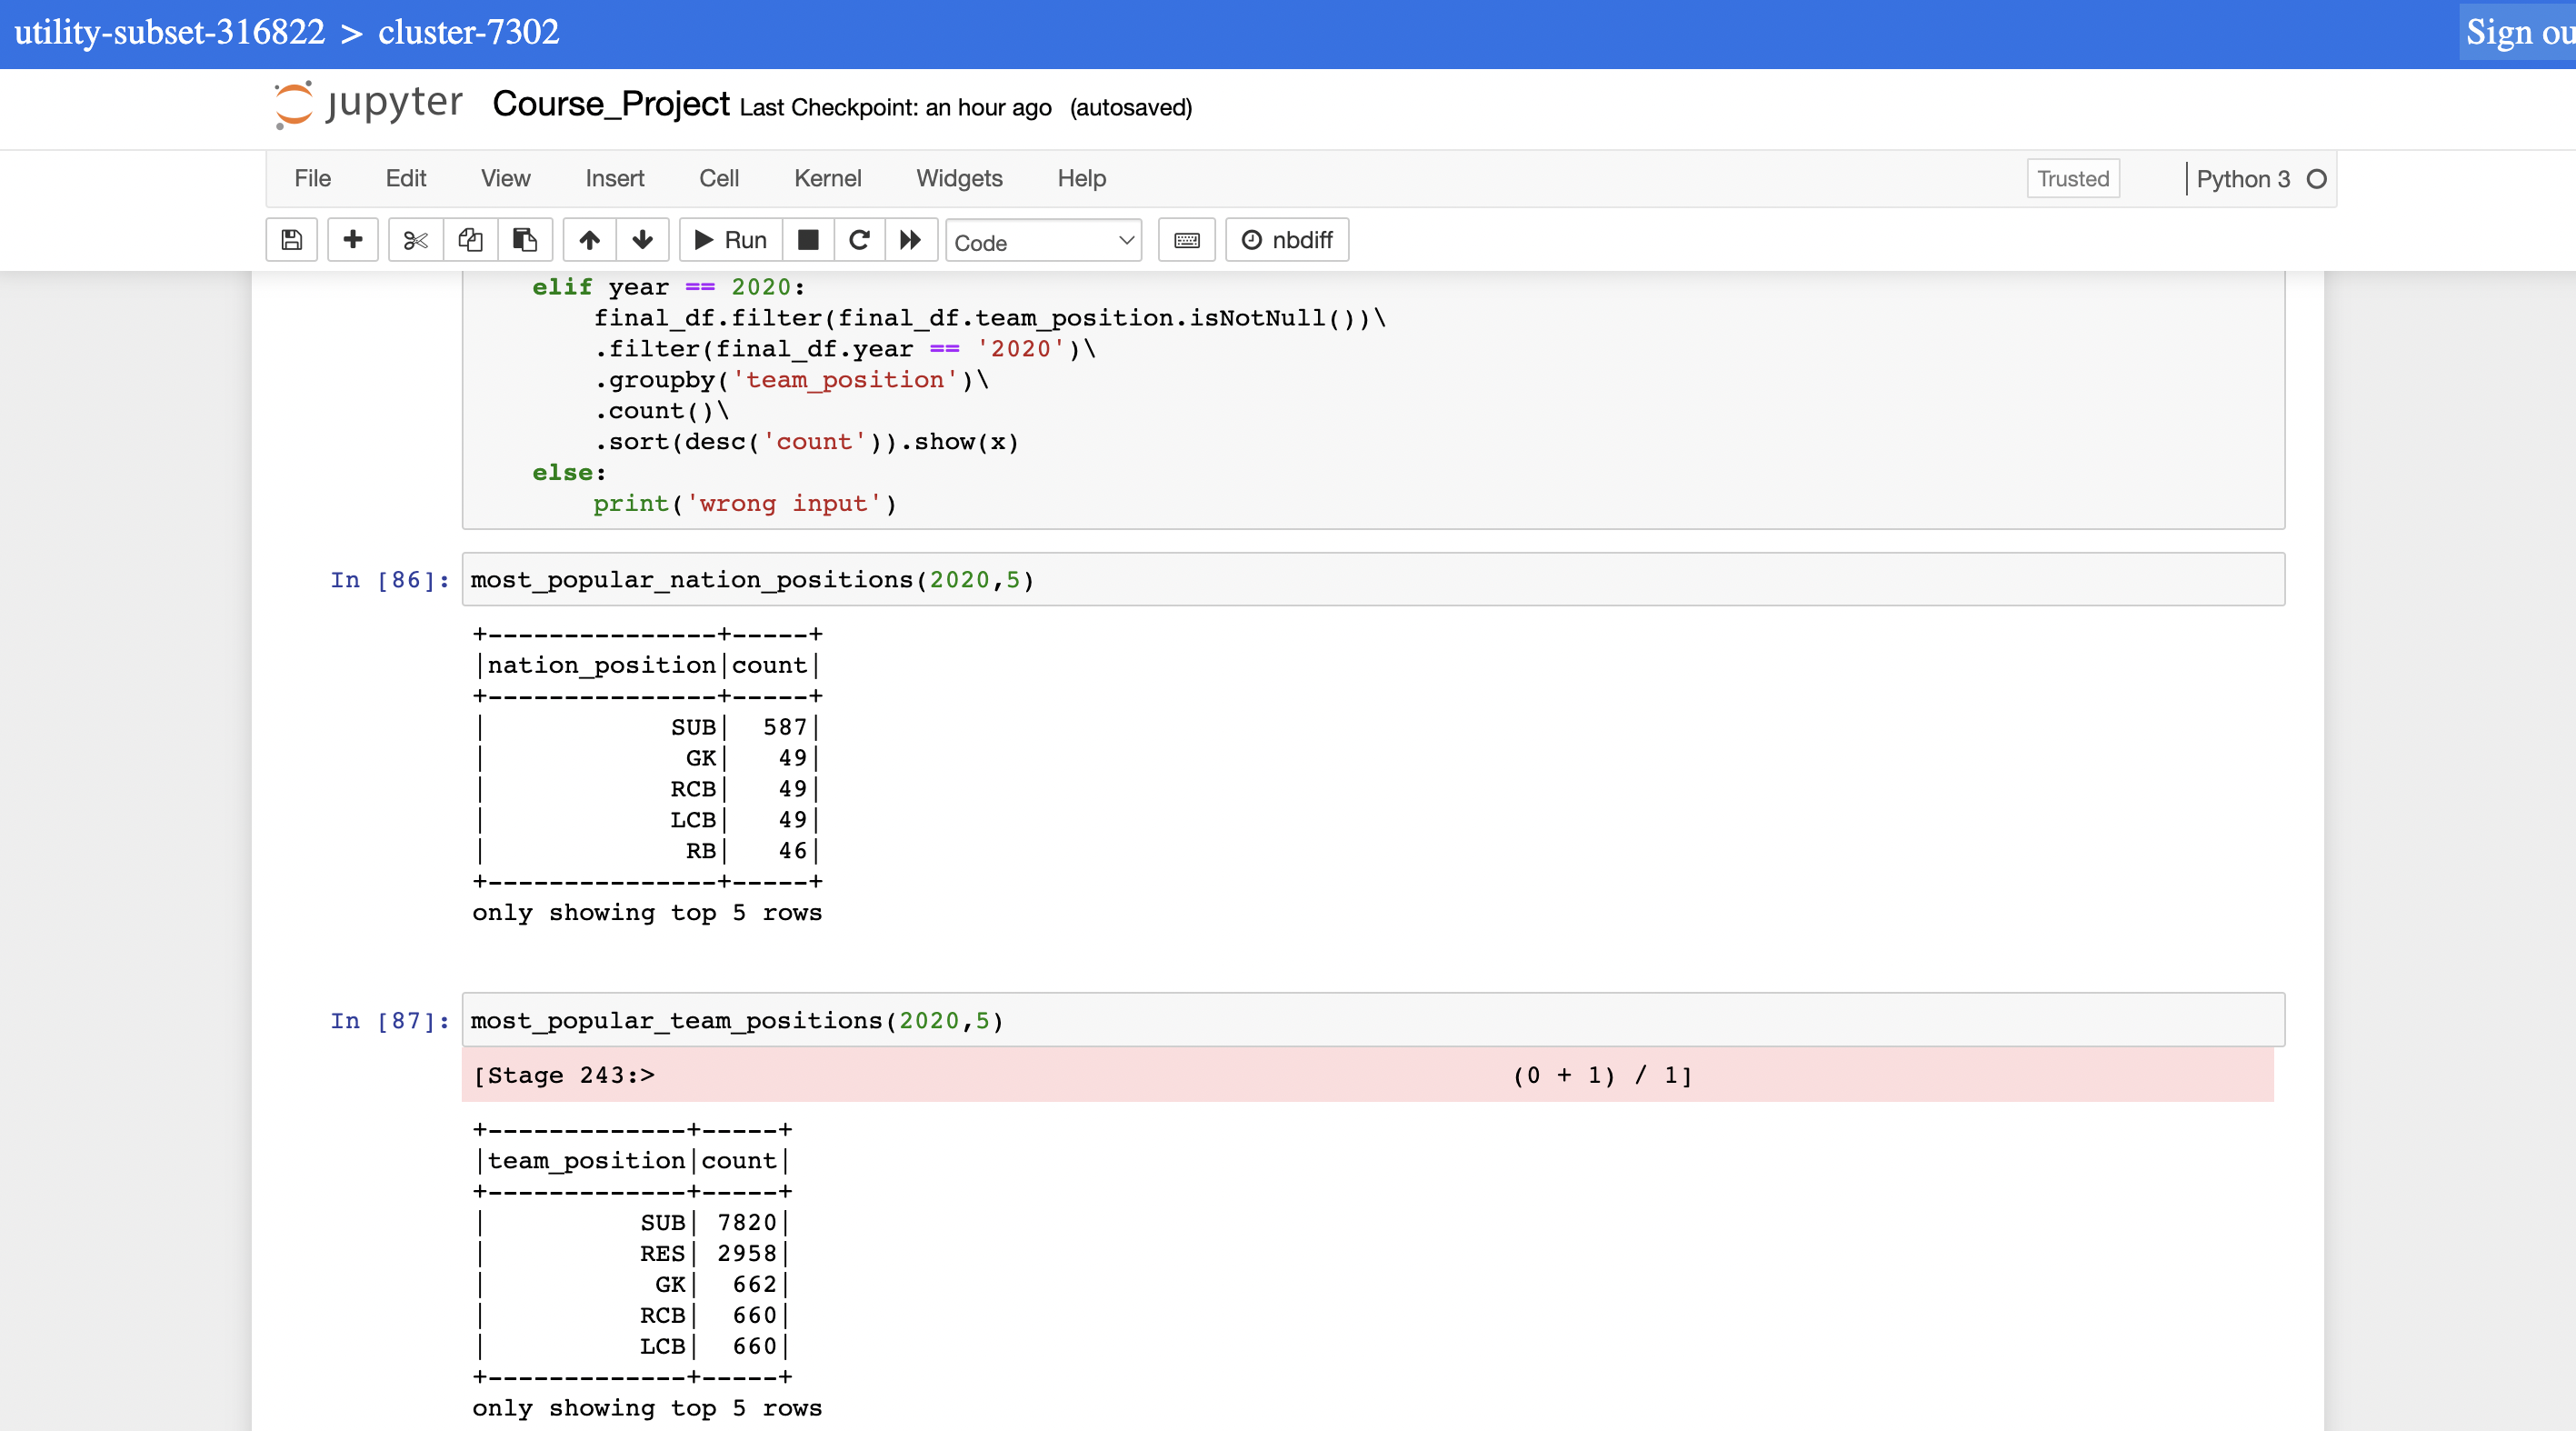 utility-subset-316822 > cluster-7302
Sign ou
jupyter Course_Project Last Checkpoint: an hour ago (autosaved)
File Edit View Insert Cell Kernel Widgets Help Trusted Python 3
Run Code nbdiff
elif year == 2020:
final_df.filter(final_df.team_position.isNotNull())\
.filter(final_df.year == '2020')\
.groupby('team_position')\
.count()\
.sort(desc('count')).show(x)
else:
print('wrong input')
In [86]: most_popular_nation_positions(2020,5)
+---------------+-----+
|nation_position|count|
+---------------+-----+
|            SUB|  587|
|             GK|   49|
|            RCB|   49|
|            LCB|   49|
|             RB|   46|
+---------------+-----+
only showing top 5 rows
In [87]: most_popular_team_positions(2020,5)
[Stage 243:> (0 + 1) / 1]
+-------------+-----+
|team_position|count|
+-------------+-----+
|          SUB| 7820|
|          RES| 2958|
|           GK|  662|
|          RCB|  660|
|          LCB|  660|
+-------------+-----+
only showing top 5 rows